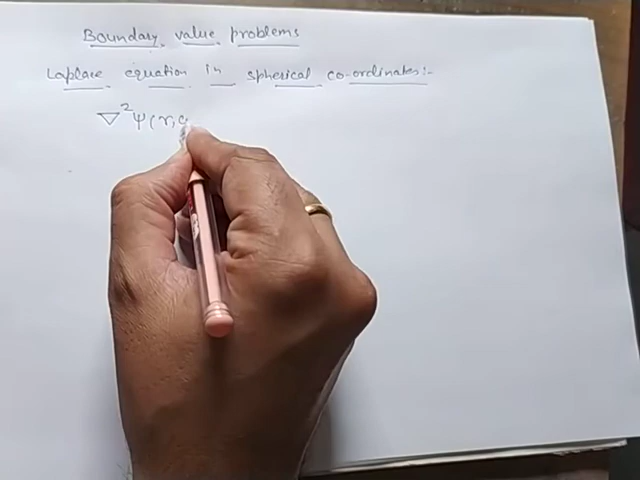 Boundary value problems
Laplace equation in spherical co-ordinates:-
∇²ψ(r,